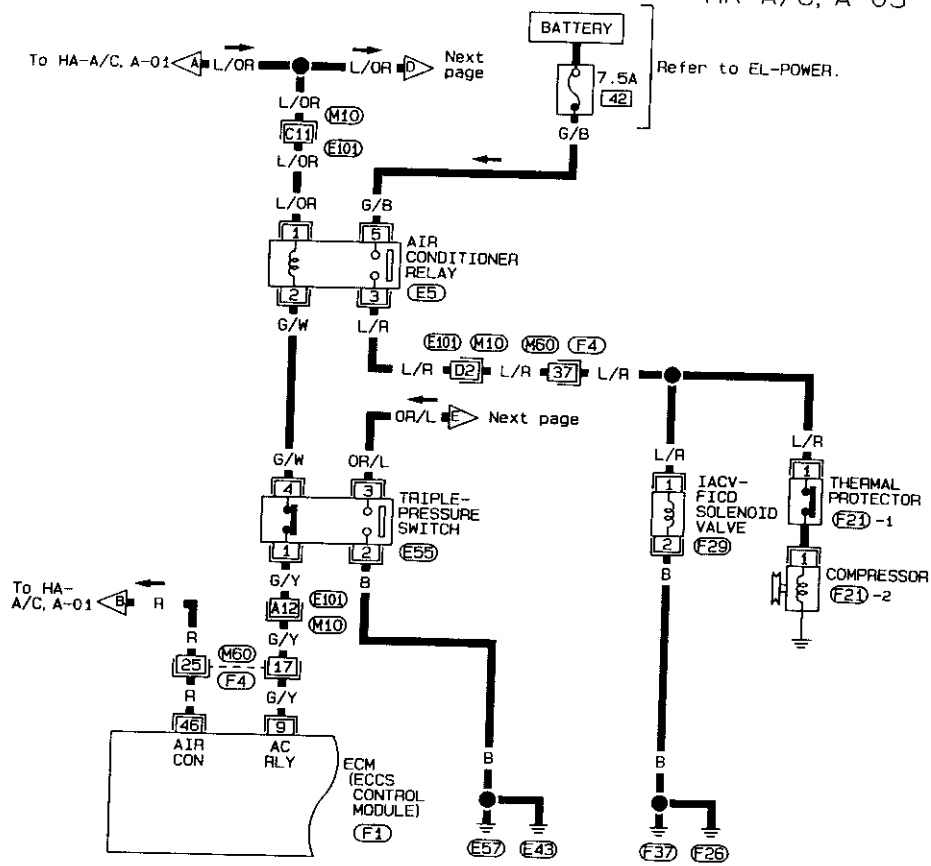 HA-A/C, A-03
BATTERY
To HA-A/C, A-01
A
L/OR
L/OR
D
Next
page
7.5A
42
Refer to EL-POWER.
L/OR
M10
C11
E101
L/OR
G/B
L/OR
G/B
1
5
AIR
CONDITIONER
RELAY
E5
2
3
G/W
L/R
E101
M10
M60
F4
L/R
D2
L/R
37
L/R
OR/L
E
Next page
L/R
L/R
G/W
OR/L
4
3
TRIPLE-
PRESSURE
SWITCH
E55
1
2
1
IACV-
FICD
SOLENOID
VALVE
F29
2
1
THERMAL
PROTECTOR
F21 -1
1
COMPRESSOR
F21 -2
G/Y
B
B
To HA-
A/C, A-01
B
R
A12
E101
M10
R
G/Y
25
M60
F4
17
R
G/Y
46
9
AIR
CON
AC
RLY
ECM
(ECCS
CONTROL
MODULE)
F1
B
B
E57
E43
F37
F26